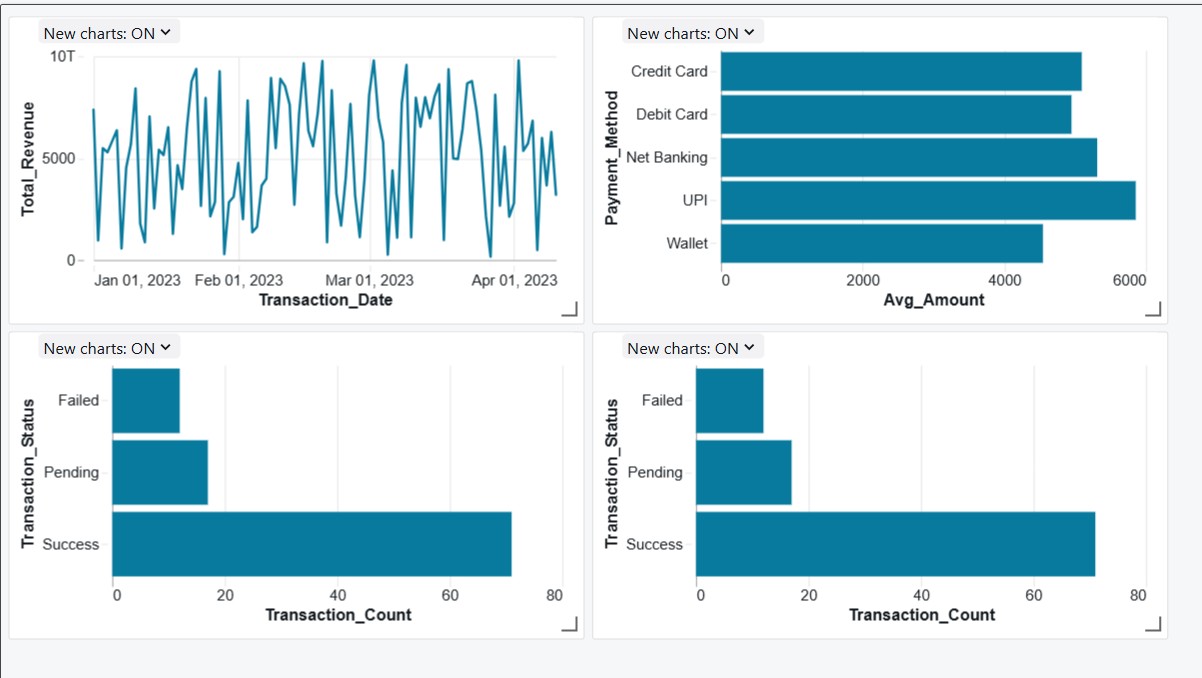 New charts: ON
10T
5000
0
Total_Revenue
Jan 01, 2023 Feb 01, 2023 Mar 01, 2023 Apr 01, 2023
Transaction_Date
New charts: ON
Payment_Method
Credit Card
Debit Card
Net Banking
UPI
Wallet
0 2000 4000 6000
Avg_Amount
New charts: ON
Transaction_Status
Failed
Pending
Success
0 20 40 60 80
Transaction_Count
New charts: ON
Transaction_Status
Failed
Pending
Success
0 20 40 60 80
Transaction_Count